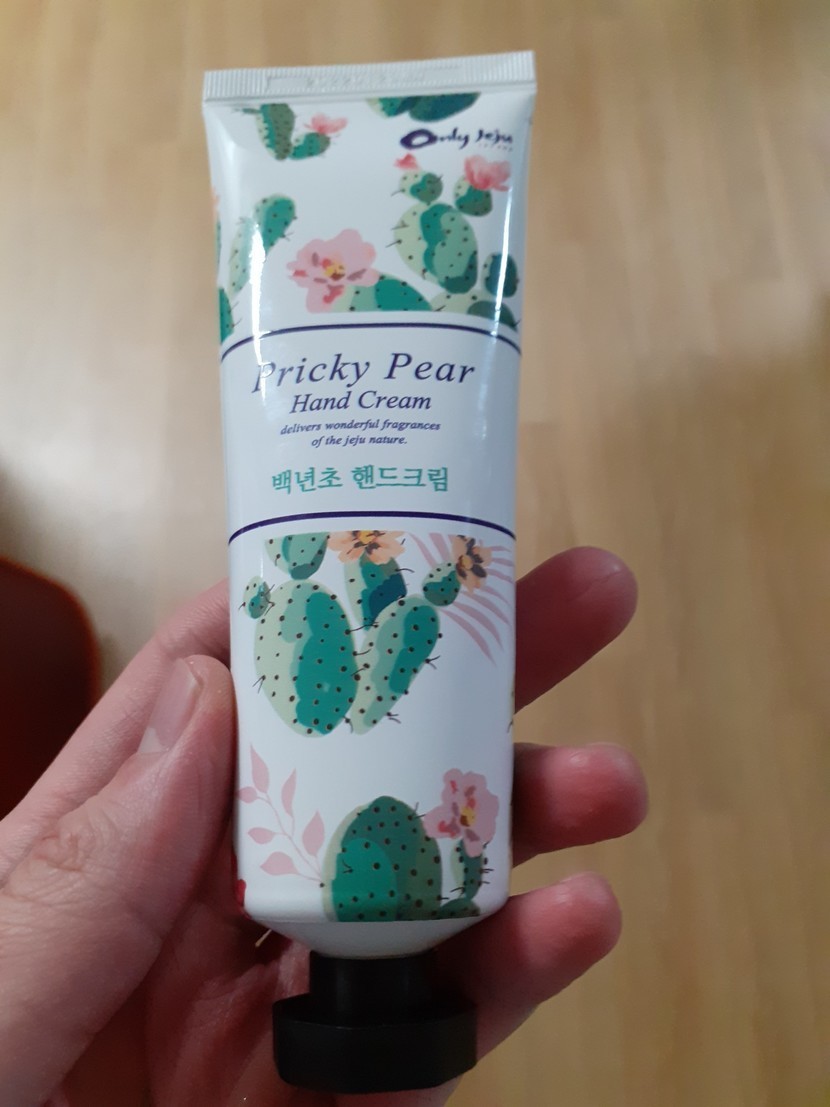 Only Jeju
Pricky Pear
Hand Cream
delivers wonderful fragrances
of the jeju nature.
백년초 핸드크림